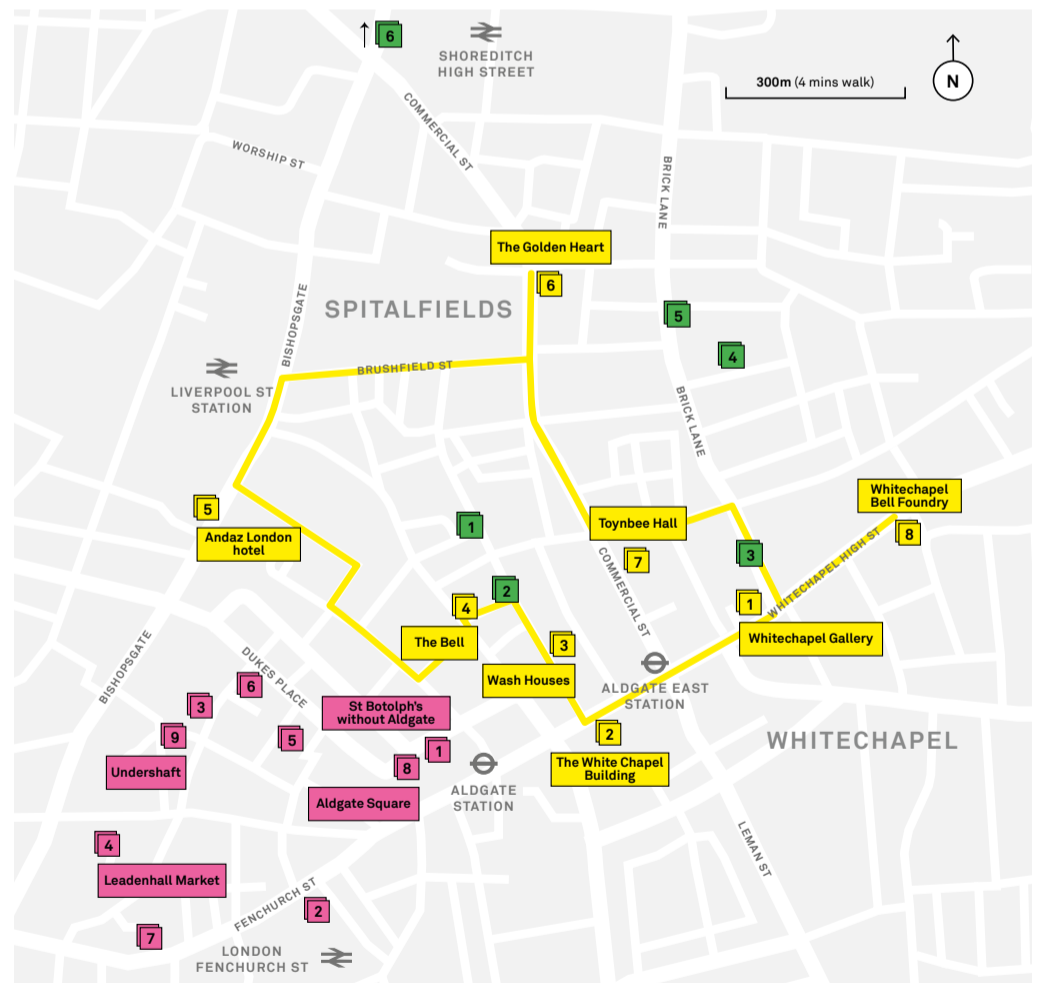 6
SHOREDITCH
HIGH STREET
300m (4 mins walk)
N
COMMERCIAL ST
WORSHIP ST
BRICK LANE
The Golden Heart
6
SPITALFIELDS
BISHOPSGATE
5
4
BRUSHFIELD ST
LIVERPOOL ST
STATION
BRICK LANE
Whitechapel
Bell Foundry
8
5
Andaz London
hotel
1
Toynbee Hall
7
3
WHITECHAPEL HIGH ST
COMMERCIAL ST
2
4
1
The Bell
3
Whitechapel Gallery
Wash Houses
ALDGATE EAST
STATION
BISHOPSGATE
DUKES PLACE
6
3
9
5
St Botolph's
without Aldgate
1
8
2
WHITECHAPEL
Undershaft
The White Chapel
Building
Aldgate Square
ALDGATE
STATION
4
Leadenhall Market
LEMAN ST
FENCHURCH ST
2
7
LONDON
FENCHURCH ST